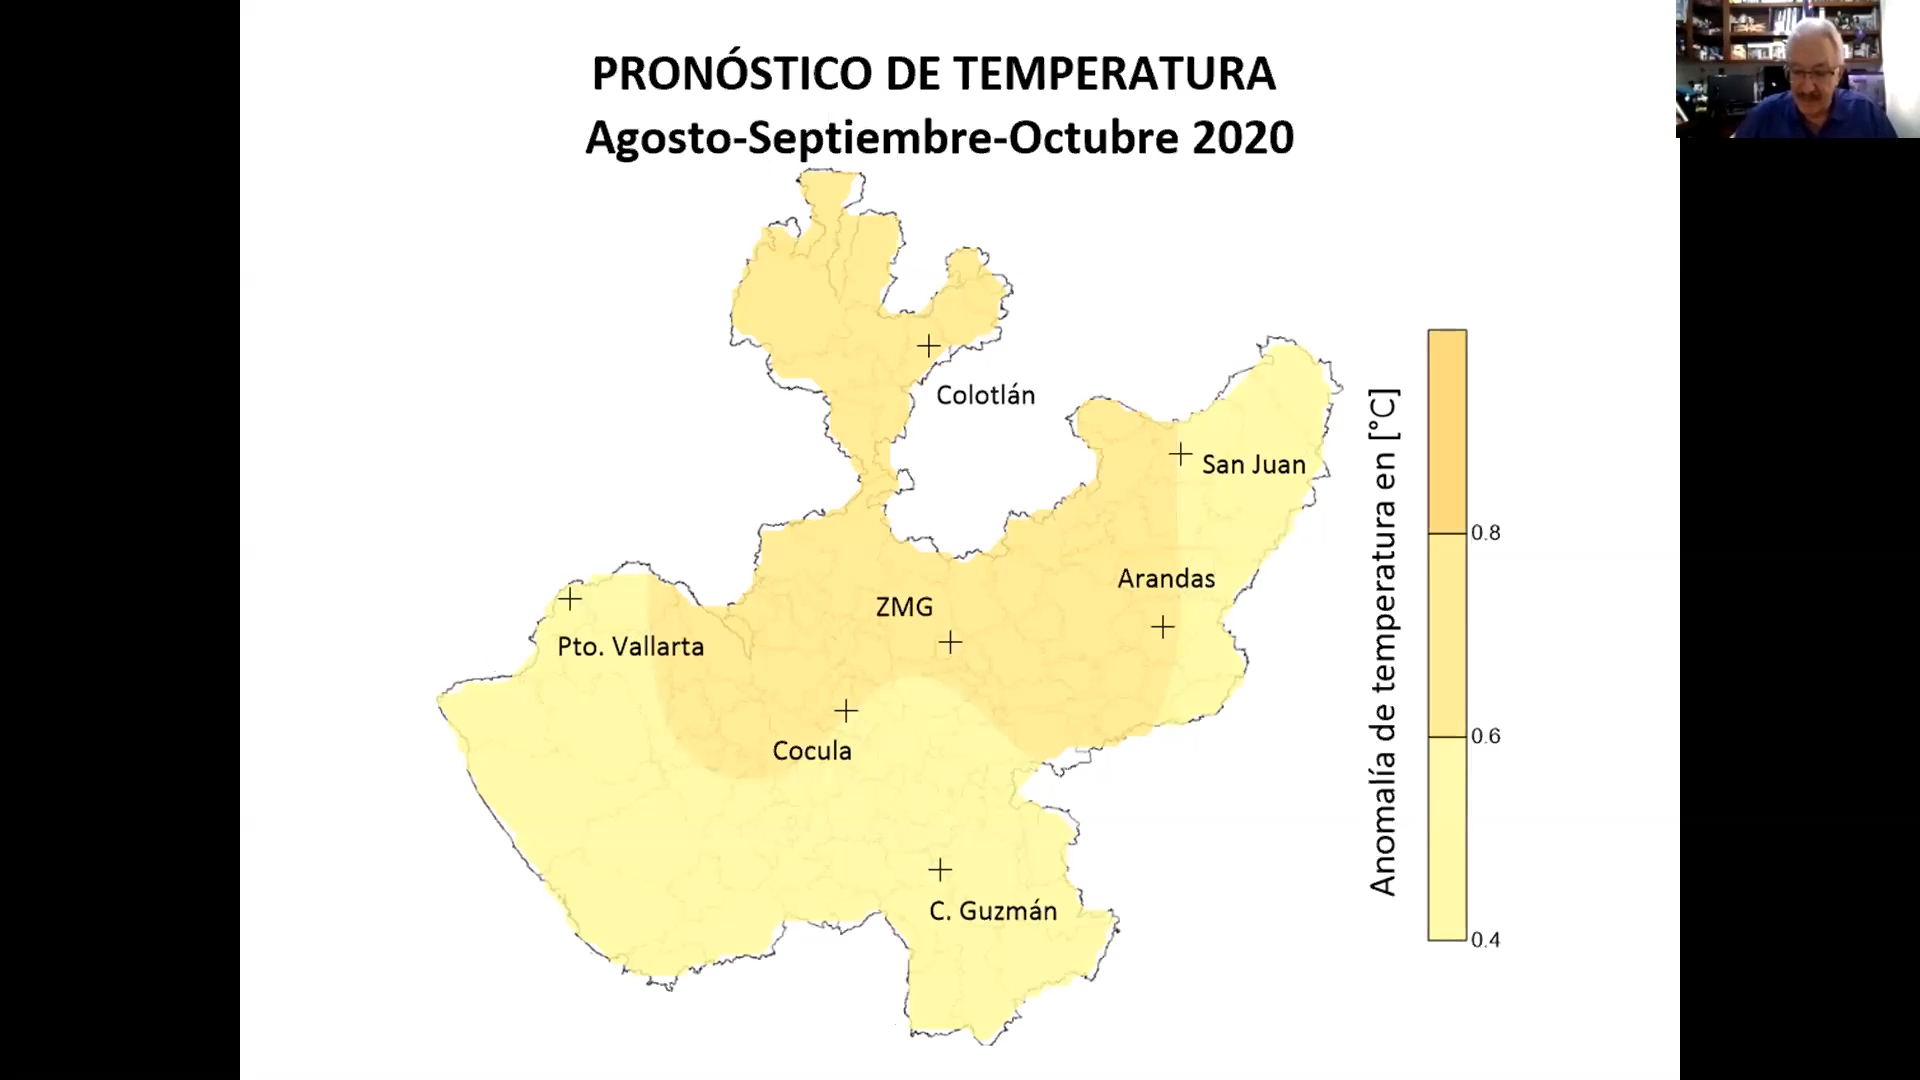 PRONÓSTICO DE TEMPERATURA
Agosto-Septiembre-Octubre 2020
Colotlán
San Juan
Arandas
ZMG
Pto. Vallarta
Cocula
C. Guzmán
Anomalía de temperatura en [°C]
0.8
0.6
0.4